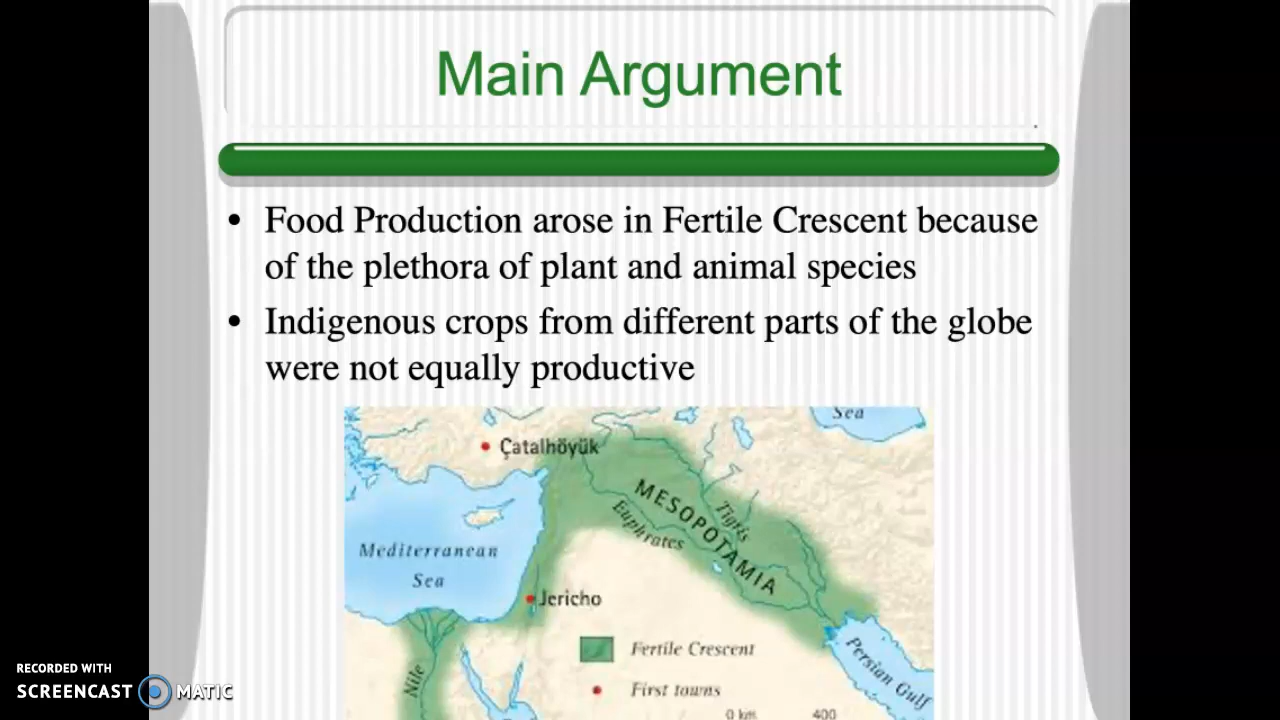 Main Argument
• Food Production arose in Fertile Crescent because
of the plethora of plant and animal species
• Indigenous crops from different parts of the globe
were not equally productive
Sea
Çatalhöyük
MESOPOTAMIA
Tigris
Euphrates
Mediterranean
Sea
Jericho
Fertile Crescent
Persian Gulf
Nile
First towns
0 km 400
RECORDED WITH
SCREENCAST MATIC